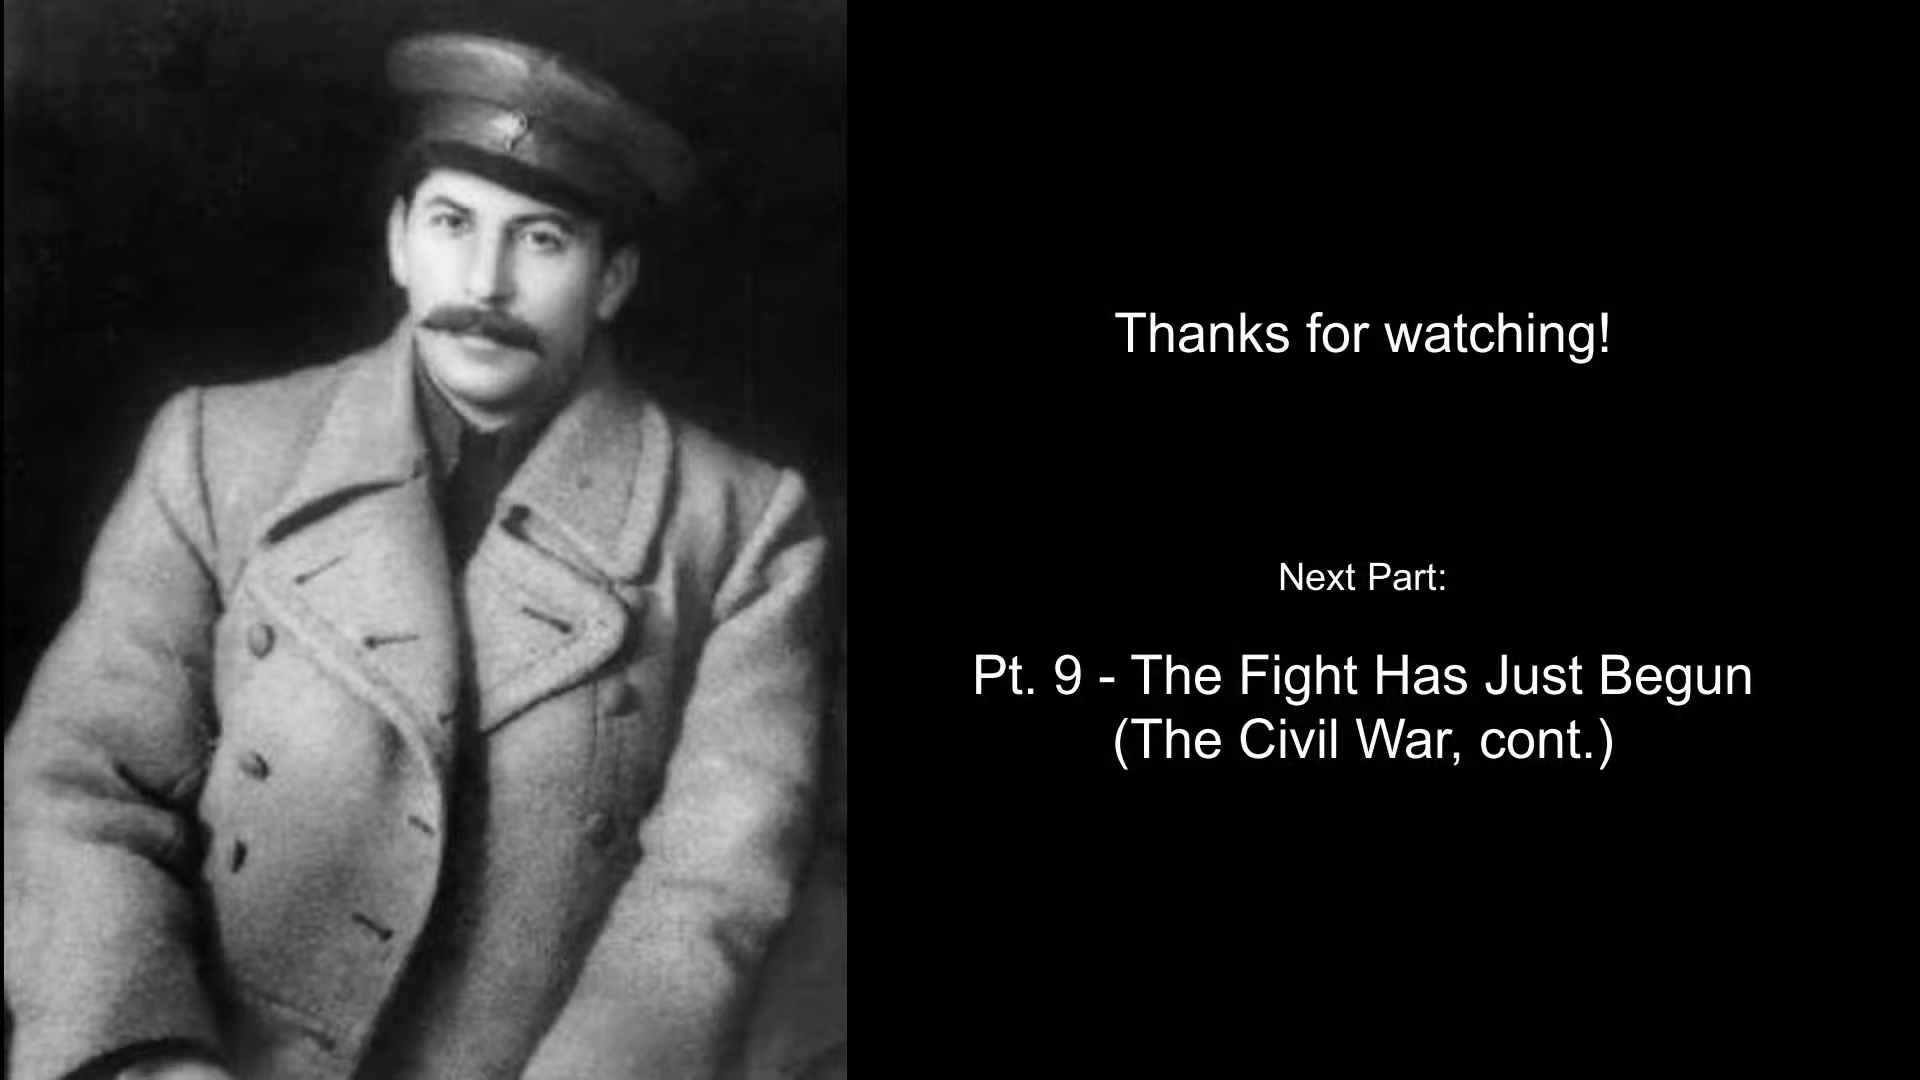 Thanks for watching!
Next Part:
Pt. 9 - The Fight Has Just Begun
(The Civil War, cont.)